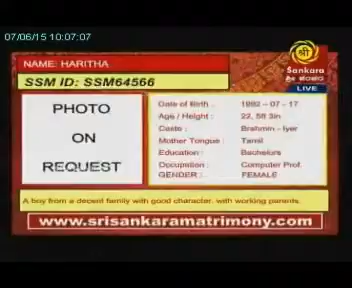 07/06/15 10:07:07
NAME: HARITHA
SSM ID: SSM64566
Sankara
LIVE
PHOTO
ON
REQUEST
Date of Birth : 1992 - 07 - 17
Age / Height : 22, 5ft 3in
Caste : Brahmin - Iyer
Mother Tongue : Tamil
Education : Bachelors
Occupation : Computer Prof.
GENDER : FEMALE
A boy from a decent family with good character, with working parents.
www.srisankaramatrimony.com